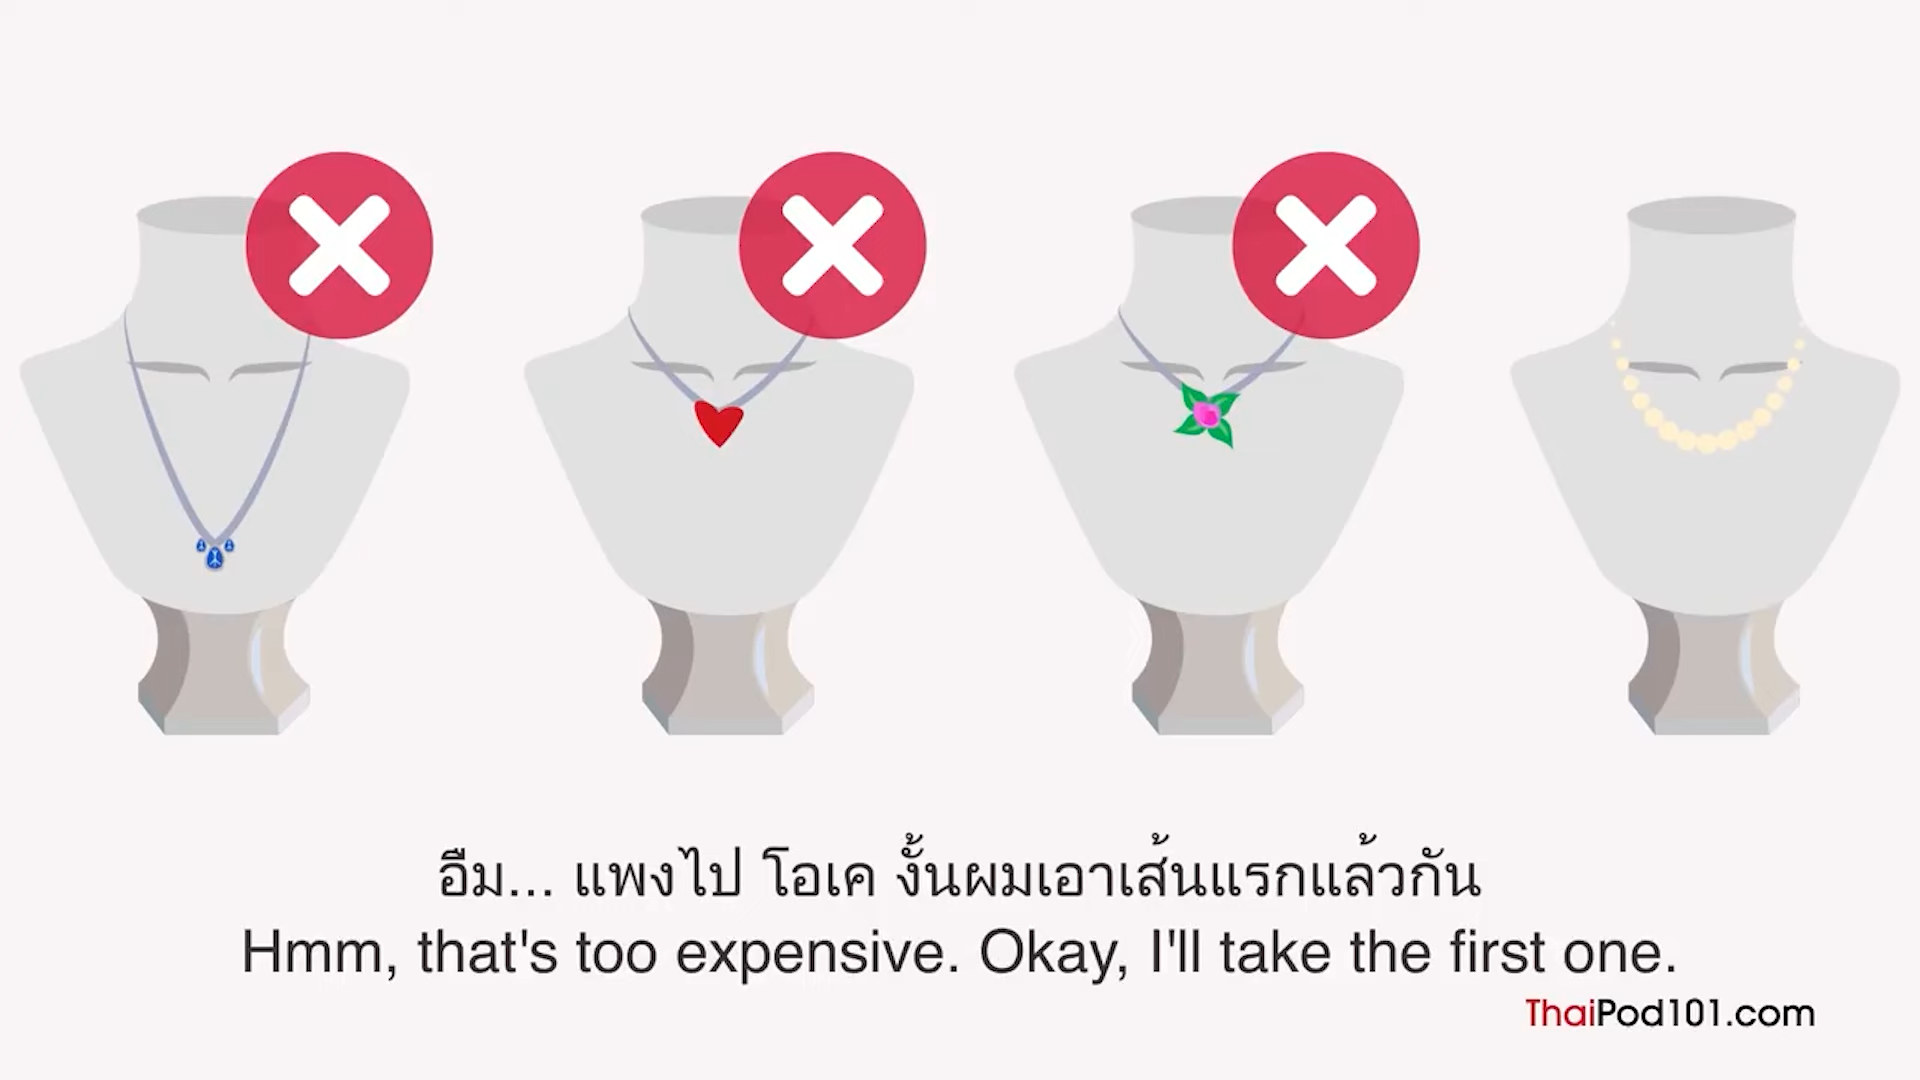 อืม... แพงไป โอเค งั้นผมเอาเส้นแรกแล้วกัน
Hmm, that's too expensive. Okay, I'll take the first one.
ThaiPod101.com